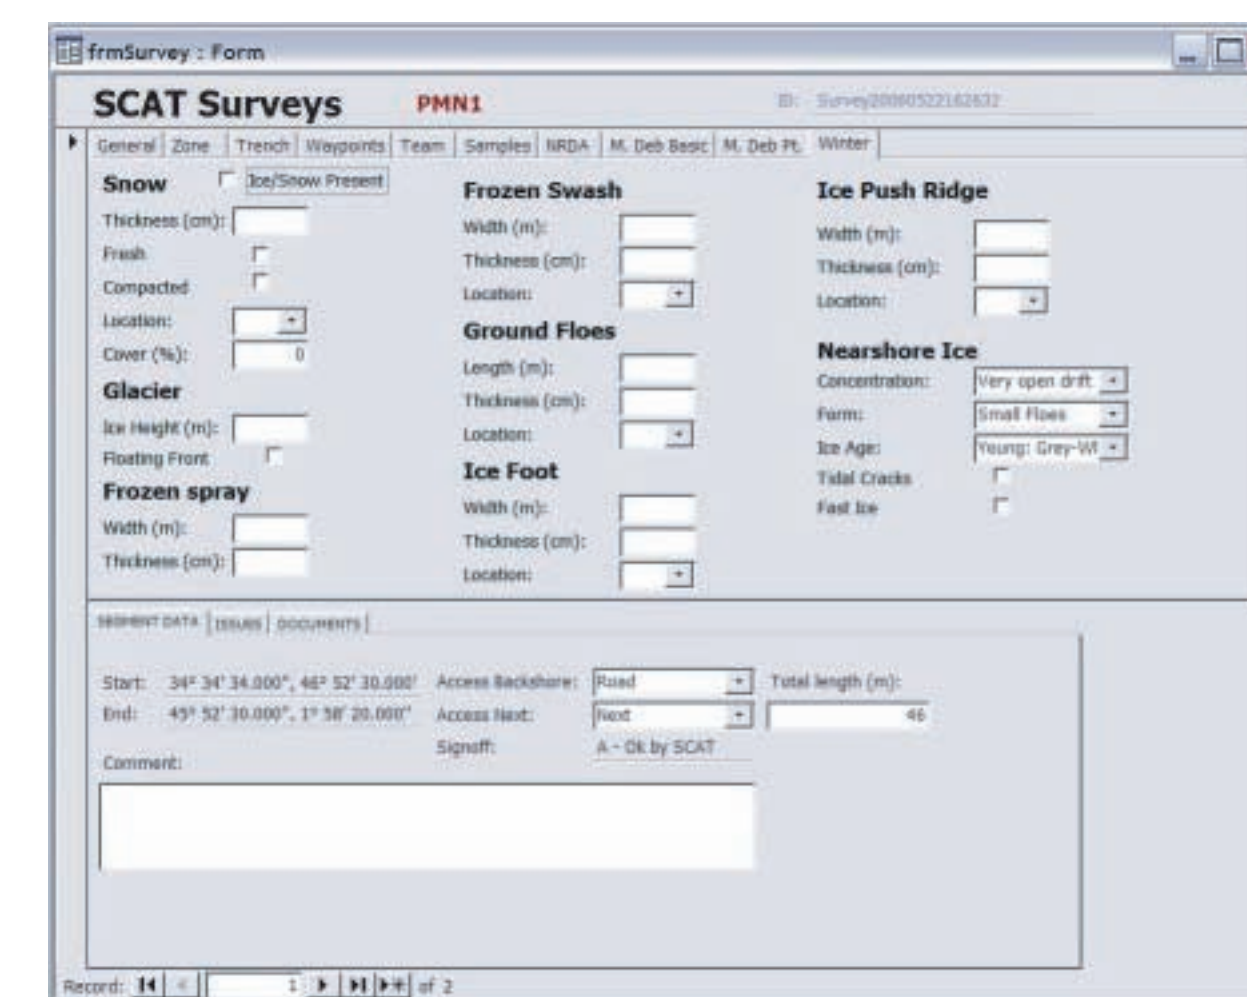 frmSurvey : Form
SCAT Surveys PMN1 ID: Survey20060522162632
General Zone Trench Waypoints Team Samples NRDA M. Deb Basic M. Deb Pt. Winter
Snow Ice/Snow Present
Thickness (cm):
Fresh
Compacted
Location:
Cover (%): 0
Glacier
Ice Height (m):
Floating Front
Frozen spray
Width (m):
Thickness (cm):
Frozen Swash
Width (m):
Thickness (cm):
Location:
Ground Floes
Length (m):
Thickness (cm):
Location:
Ice Foot
Width (m):
Thickness (cm):
Location:
Ice Push Ridge
Width (m):
Thickness (cm):
Location:
Nearshore Ice
Concentration: Very open drift
Form: Small Floes
Ice Age: Young: Grey-Wi
Tidal Cracks
Fast Ice
SEGMENT DATA ISSUES DOCUMENTS
Start: 34° 34' 34.000", 46° 52' 30.000' Access Backshore: Road Total length (m):
End: 45° 52' 30.000", 1° 58' 20.000" Access Next: Next 46
Signoff: A - Ok by SCAT
Comment:
Record: 1 of 2